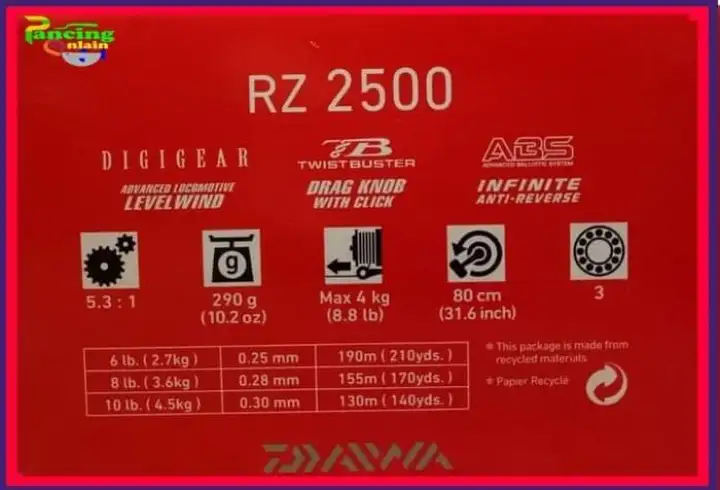 Pancing
nlain
RZ 2500
DIGIGEAR
TB
TWISTBUSTER
ABS
ADVANCED BALLISTIC SYSTEM
ADVANCED LOCOMOTIVE
LEVELWIND
DRAG KNOB
WITH CLICK
INFINITE
ANTI-REVERSE
g
5.3 : 1
290 g
(10.2 oz)
Max 4 kg
(8.8 lb)
80 cm
(31.6 inch)
3
6 lb. ( 2.7kg ) 0.25 mm 190m ( 210yds. )
8 lb. ( 3.6kg ) 0.28 mm 155m ( 170yds. )
10 lb. ( 4.5kg ) 0.30 mm 130m ( 140yds. )
* This package is made from
recycled materials
* Papier Recyclé
DAIWA